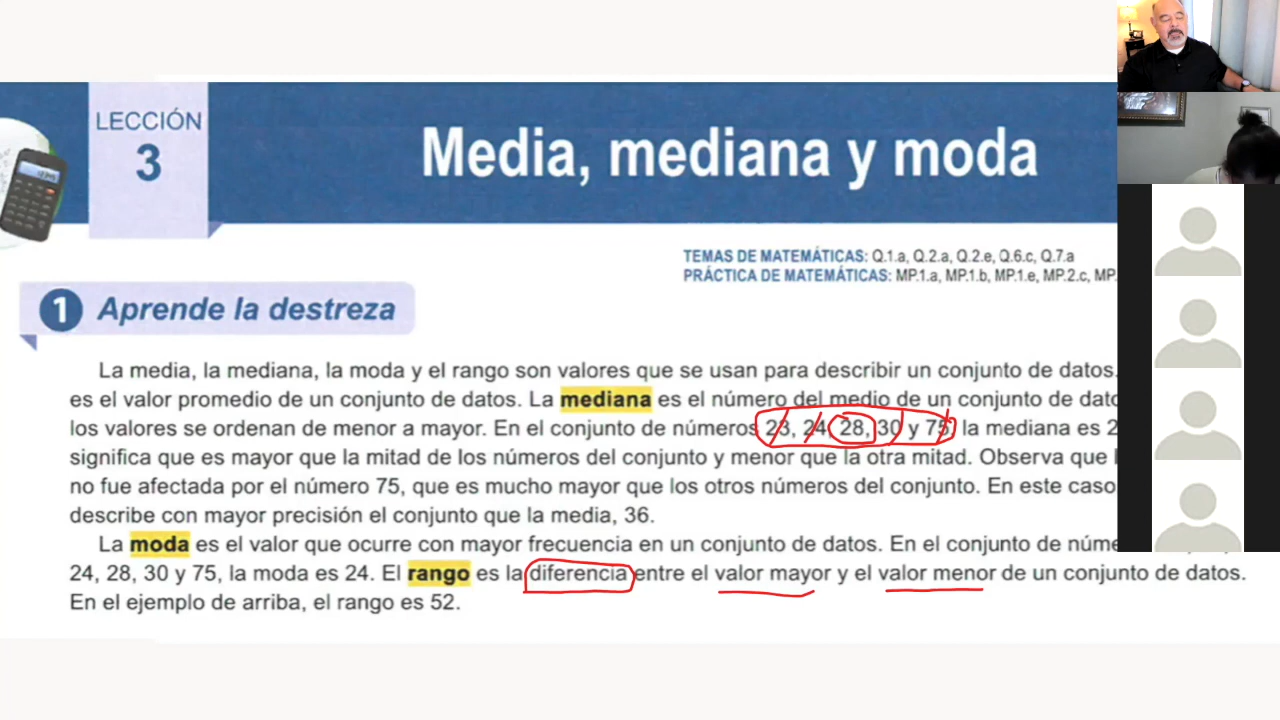 LECCIÓN
3
Media, mediana y moda
TEMAS DE MATEMÁTICAS: Q.1.a, Q.2.a, Q.2.e, Q.6.c, Q.7.a
PRÁCTICA DE MATEMÁTICAS: MP.1.a, MP.1.b, MP.1.e, MP.2.c, MP.
1 Aprende la destreza
La media, la mediana, la moda y el rango son valores que se usan para describir un conjunto de datos.
es el valor promedio de un conjunto de datos. La mediana es el número del medio de un conjunto de
los valores se ordenan de menor a mayor. En el conjunto de números 23, 24, 28, 30 y 75, la mediana es
significa que es mayor que la mitad de los números del conjunto y menor que la otra mitad. Observa que
no fue afectada por el número 75, que es mucho mayor que los otros números del conjunto. En este caso
describe con mayor precisión el conjunto que la media, 36.
La moda es el valor que ocurre con mayor frecuencia en un conjunto de datos. En el conjunto de
24, 28, 30 y 75, la moda es 24. El rango es la diferencia entre el valor mayor y el valor menor de un conjunto de datos.
En el ejemplo de arriba, el rango es 52.